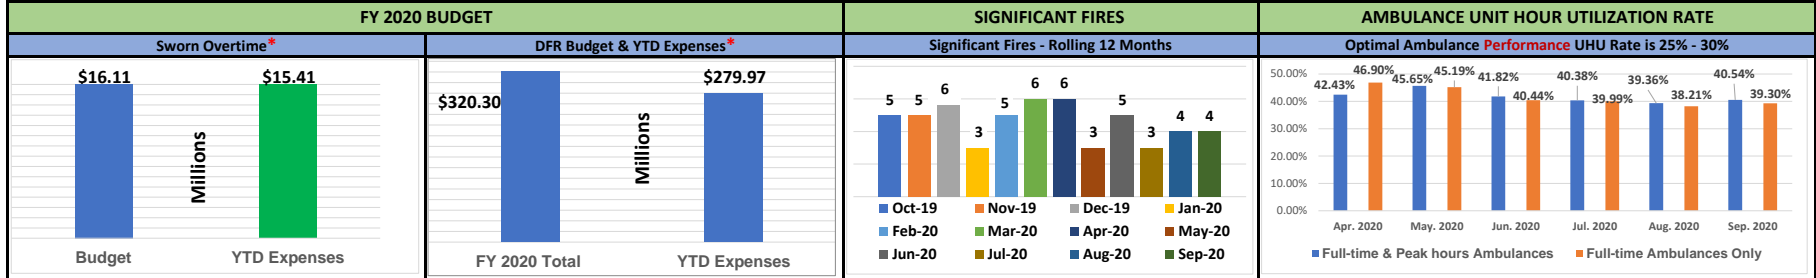 FY 2020 BUDGET
Sworn Overtime*
$16.11
$15.41
Millions
Budget
YTD Expenses
DFR Budget & YTD Expenses*
$320.30
$279.97
Millions
FY 2020 Total
YTD Expenses
SIGNIFICANT FIRES
Significant Fires - Rolling 12 Months
5 5 6 3 5 6 6 3 5 3 4 4
Oct-19 Nov-19 Dec-19 Jan-20
Feb-20 Mar-20 Apr-20 May-20
Jun-20 Jul-20 Aug-20 Sep-20
AMBULANCE UNIT HOUR UTILIZATION RATE
Optimal Ambulance Performance UHU Rate is 25% - 30%
50.00%
40.00%
30.00%
20.00%
10.00%
0.00%
42.43% 46.90% 45.65% 45.19% 41.82% 40.44% 40.38% 39.99% 39.36% 38.21% 40.54% 39.30%
Apr. 2020 May. 2020 Jun. 2020 Jul. 2020 Aug. 2020 Sep. 2020
Full-time & Peak hours Ambulances Full-time Ambulances Only